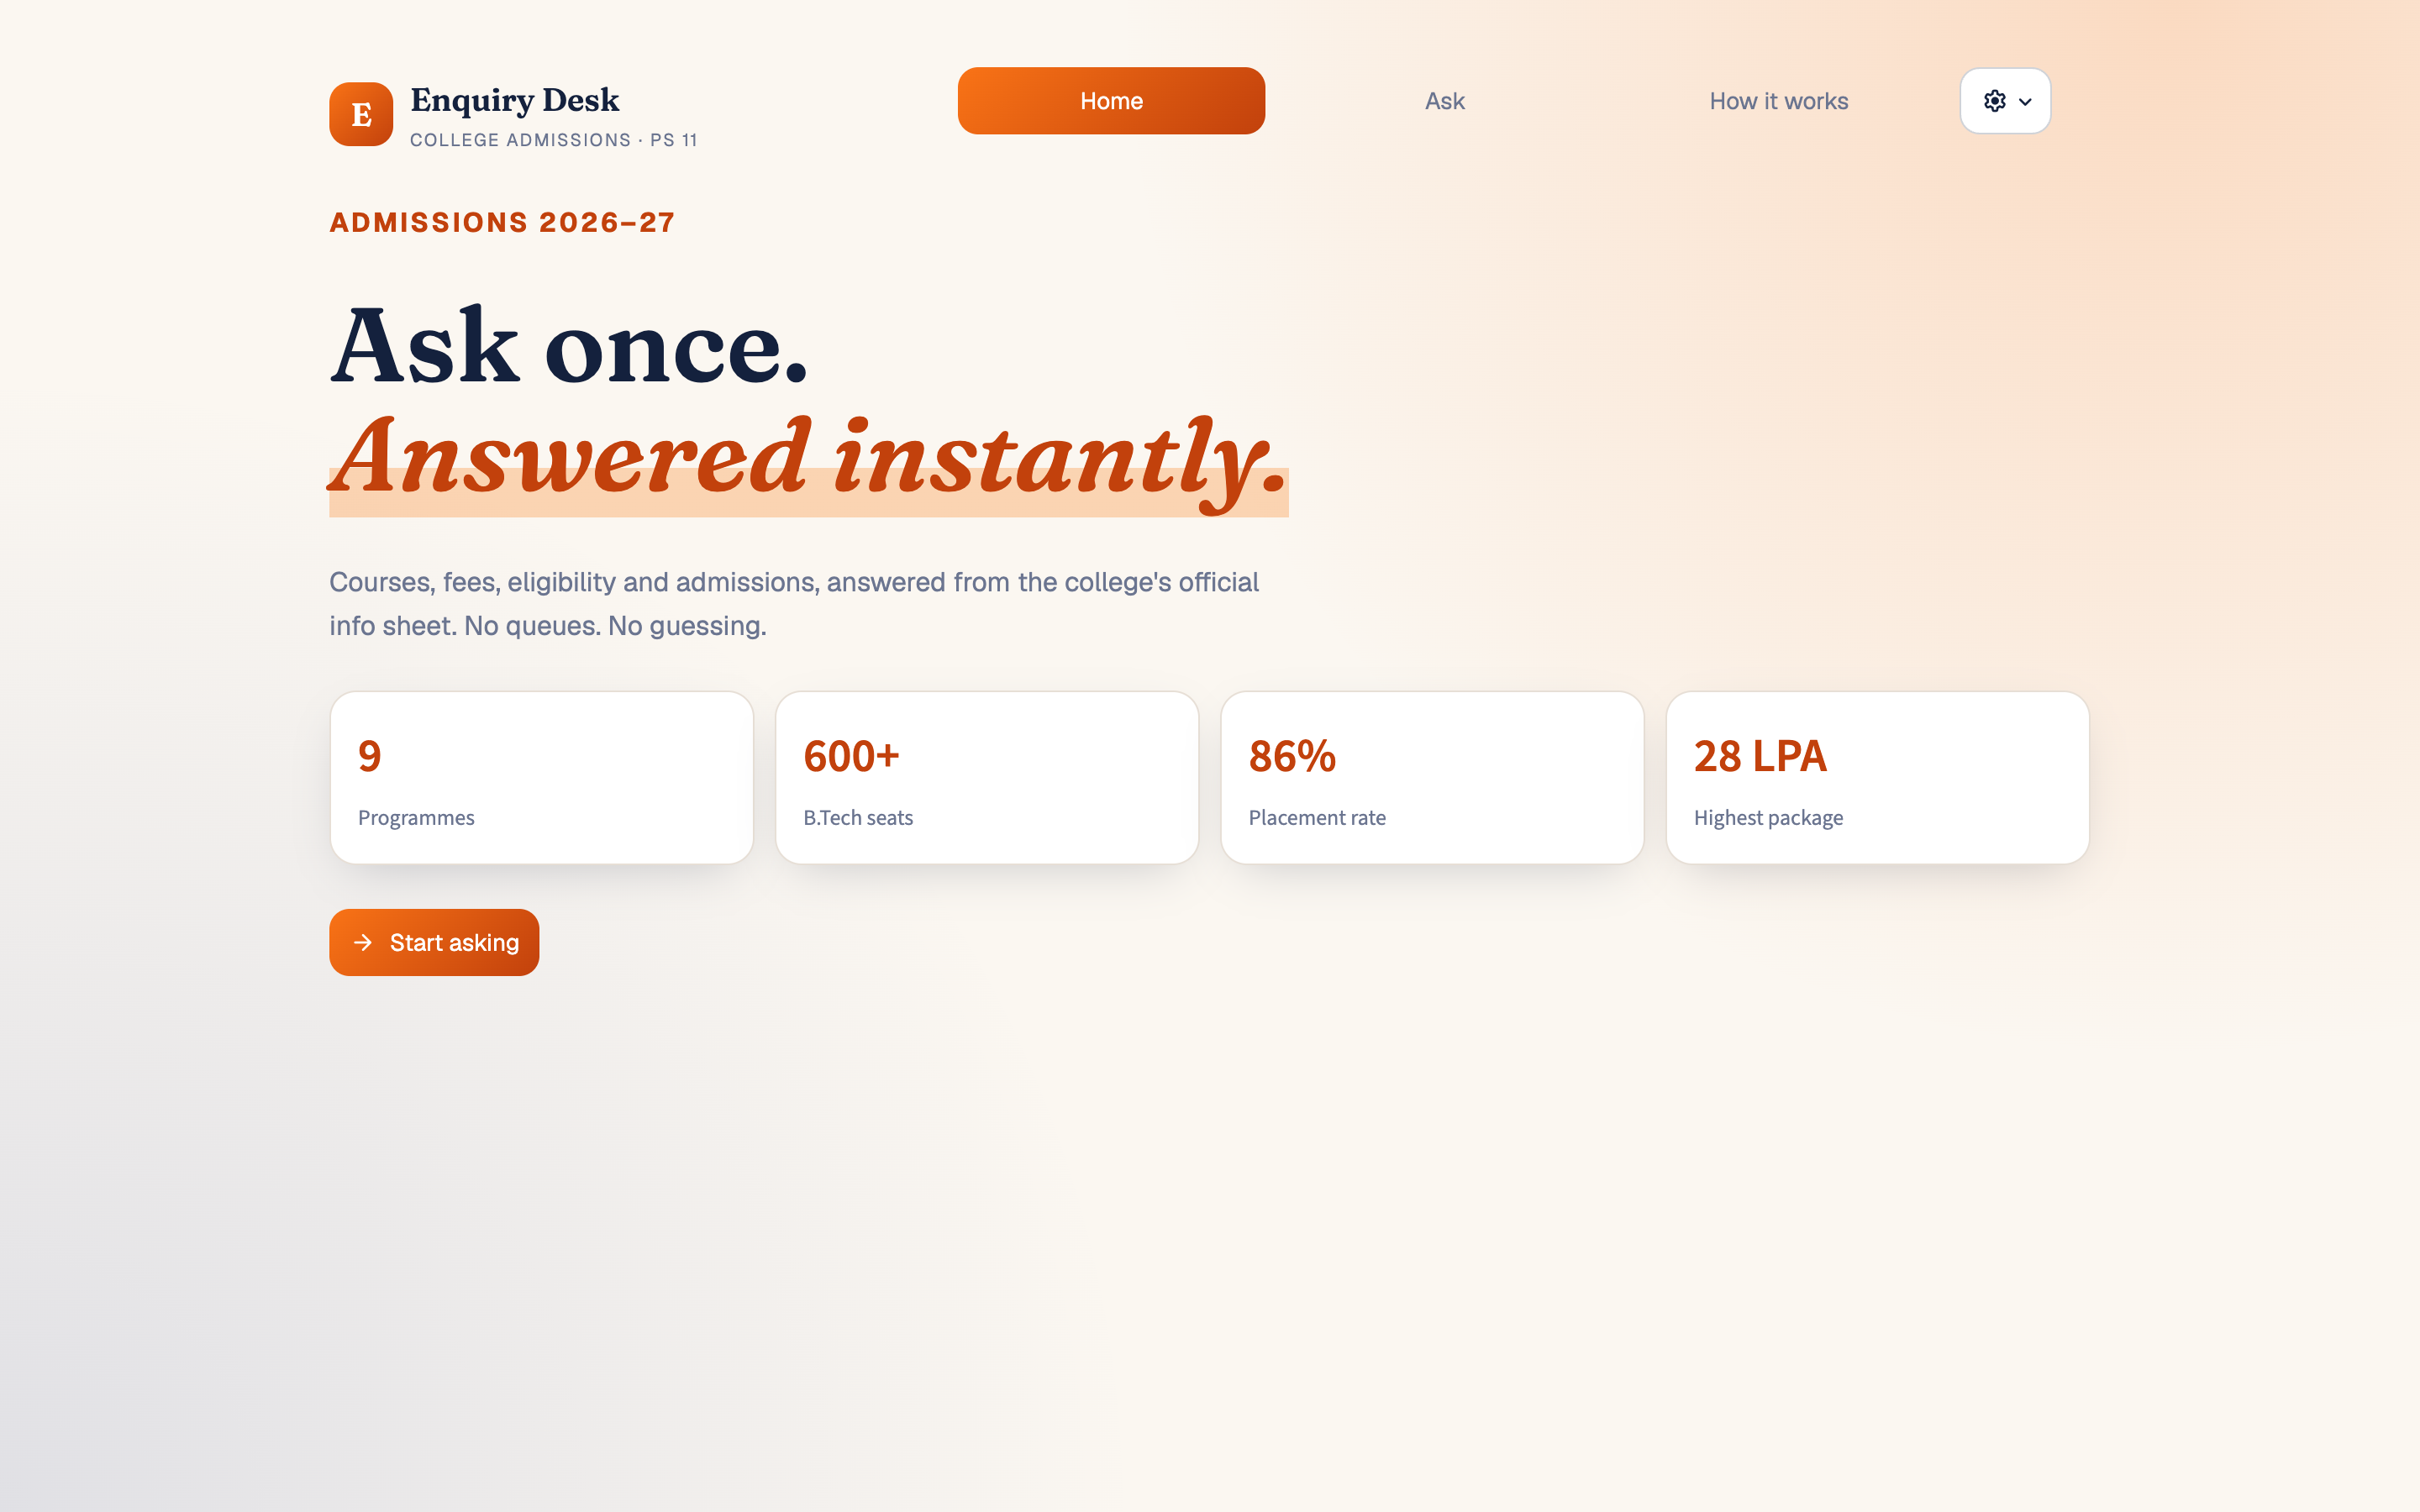 E
Enquiry Desk
COLLEGE ADMISSIONS · PS 11
Home
Ask
How it works
ADMISSIONS 2026–27
Ask once.
Answered instantly.
Courses, fees, eligibility and admissions, answered from the college's official
info sheet. No queues. No guessing.
9
Programmes
600+
B.Tech seats
86%
Placement rate
28 LPA
Highest package
Start asking